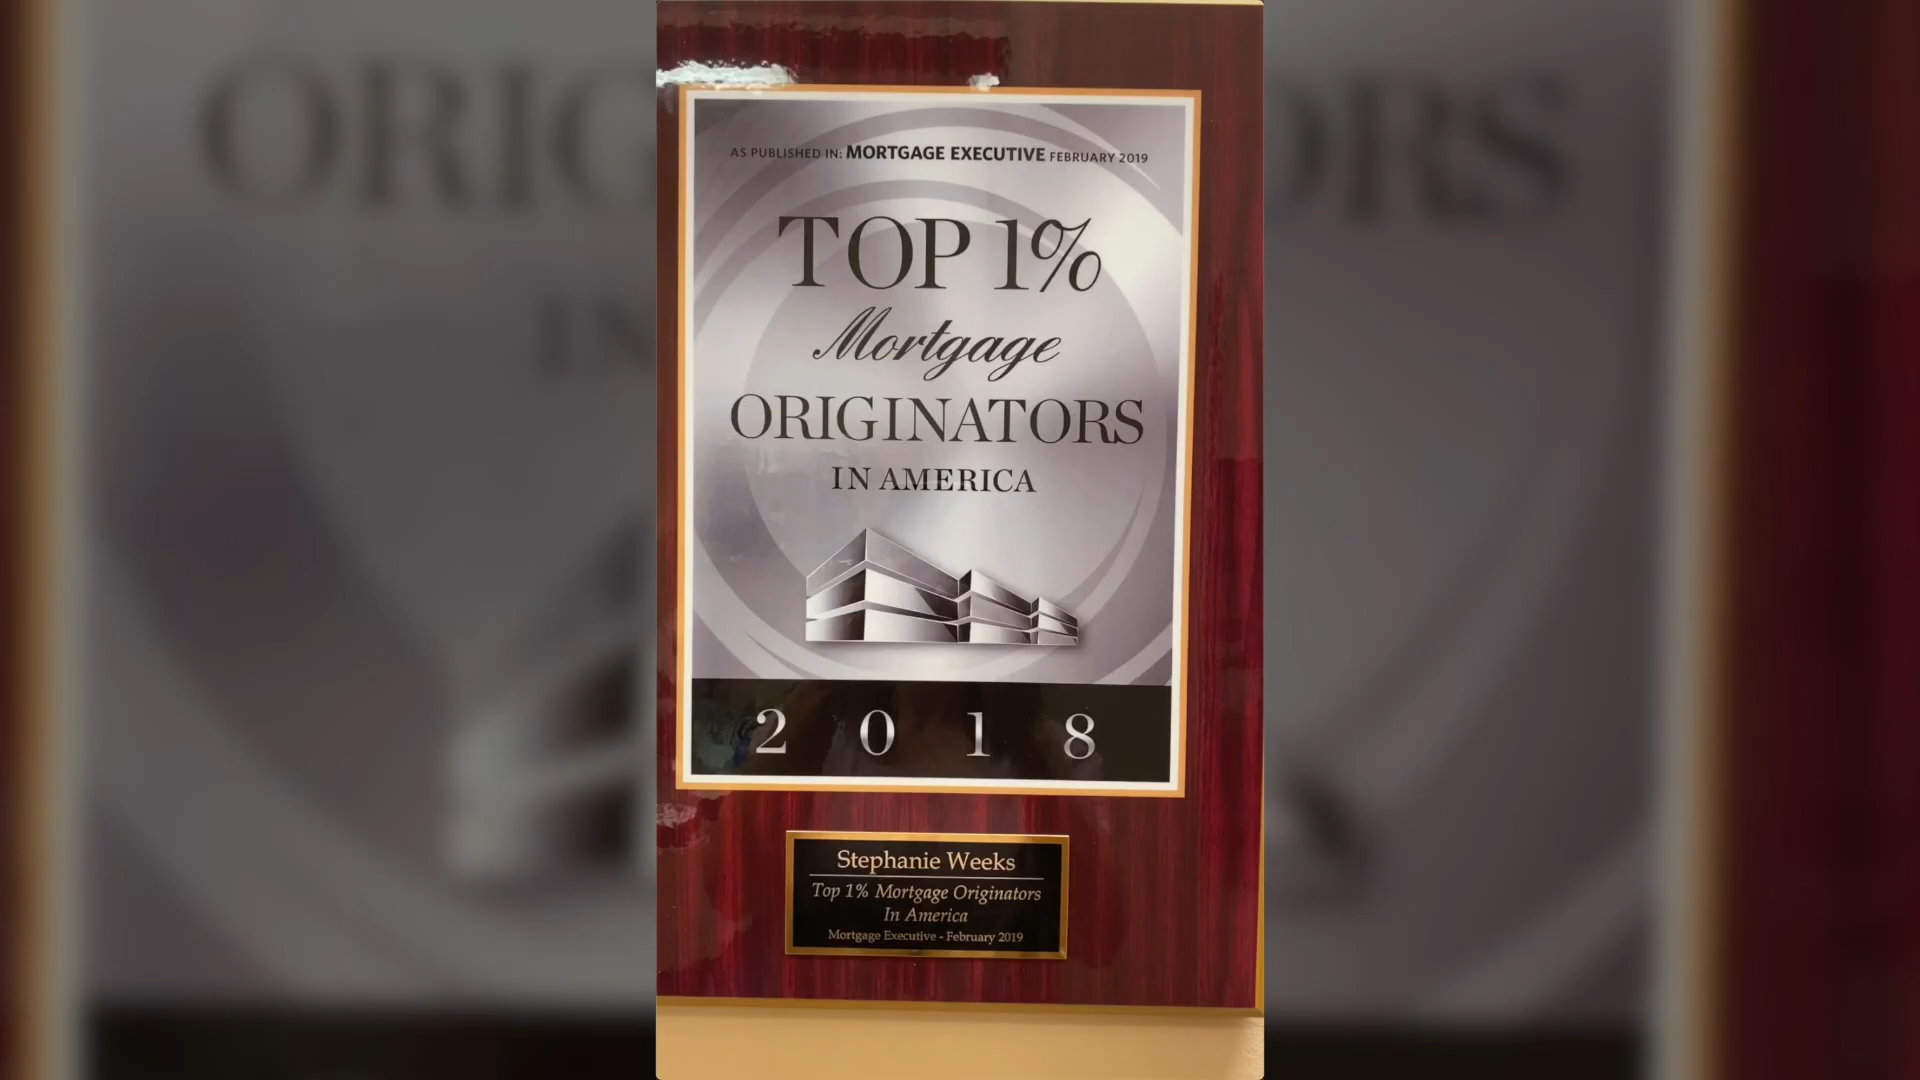 AS PUBLISHED IN: MORTGAGE EXECUTIVE FEBRUARY 2019
TOP 1%
Mortgage
ORIGINATORS
IN AMERICA
2018
Stephanie Weeks
Top 1% Mortgage Originators
In America
Mortgage Executive - February 2019